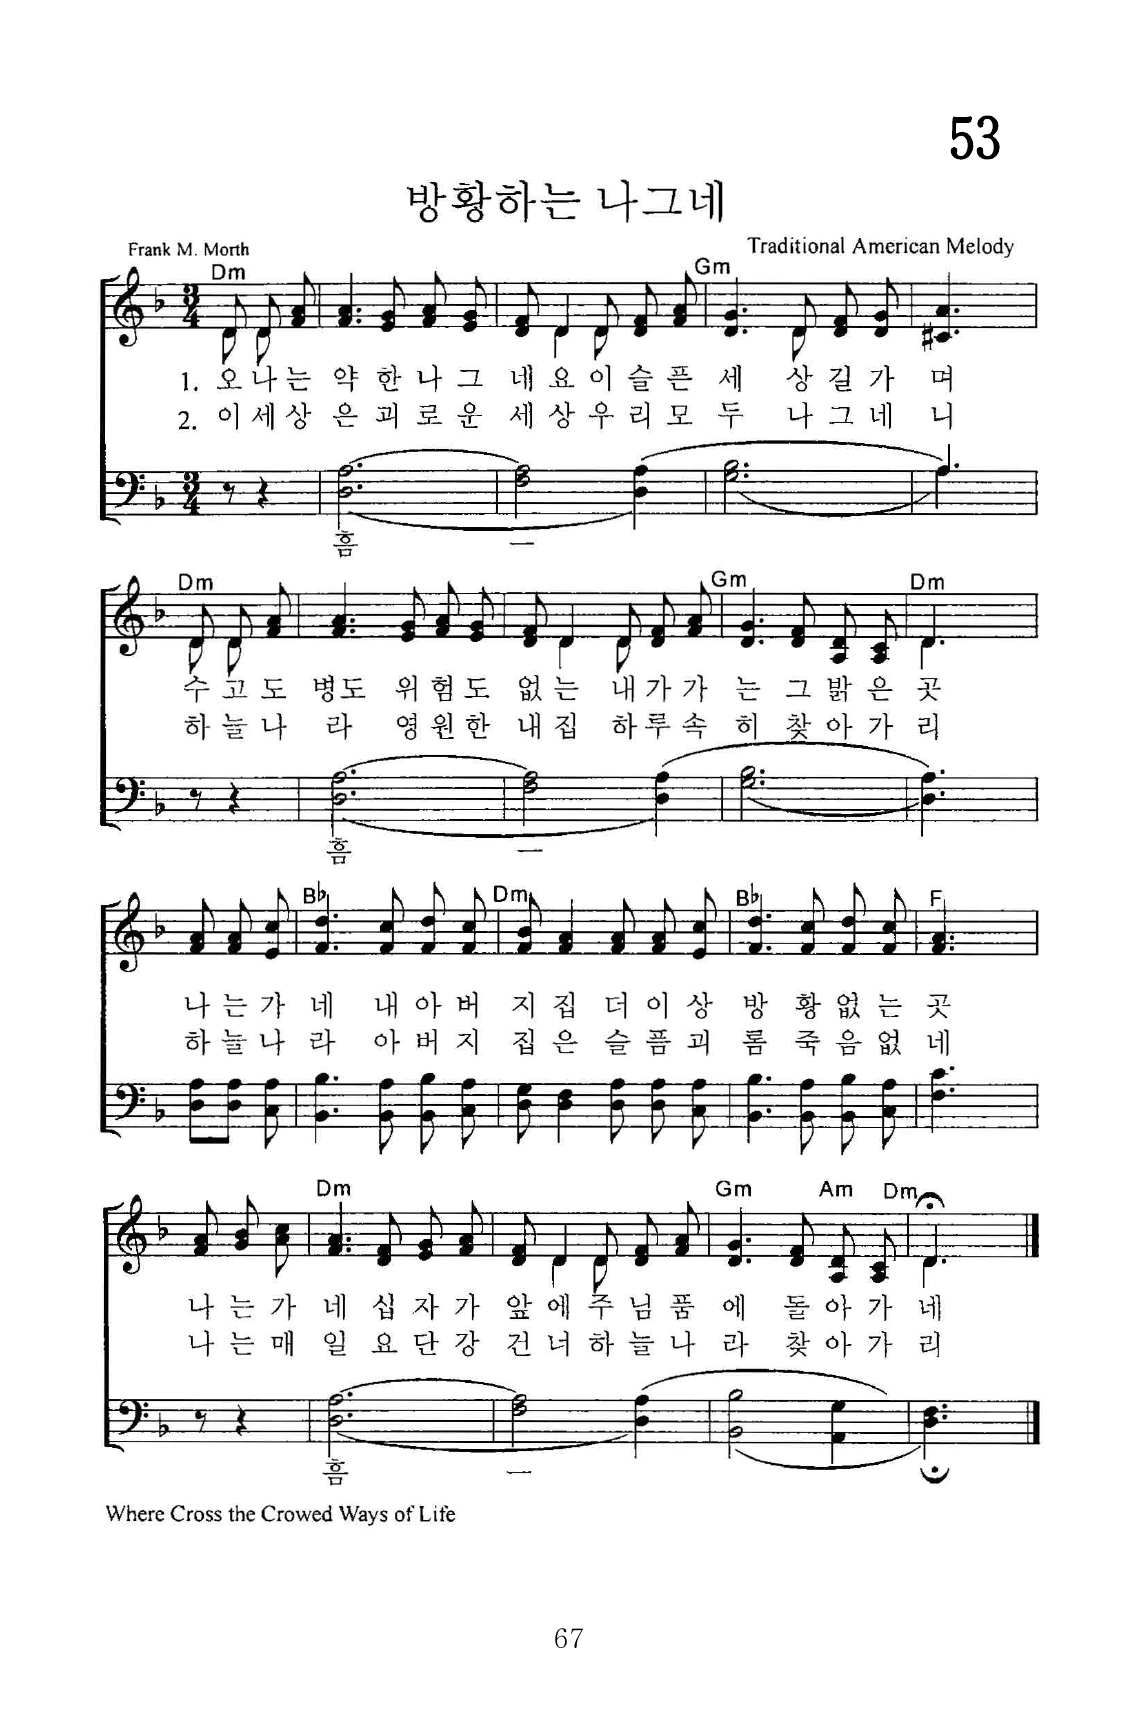 53
방황하는 나그네
Frank M. Morth
Traditional American Melody
Dm Gm
1. 오 나 는 약 한 나 그 네 요 이 슬 픈 세 상 길 가 며
2. 이 세 상 은 괴 로 운 세 상 우 리 모 두 나 그 네 니
흠 ー
Dm Gm Dm
수 고 도 병 도 위 험 도 없 는 내 가 가 는 그 밝 은 곳
하 늘 나 라 영 원 한 내 집 하 루 속 히 찾 아 가 리
흠 ー
B♭ Dm B♭ F
나 는 가 네 내 아 버 지 집 더 이 상 방 황 없 는 곳
하 늘 나 라 아 버 지 집 은 슬 픔 괴 롬 죽 음 없 네
Dm Gm Am Dm
나 는 가 네 십 자 가 앞 에 주 님 품 에 돌 아 가 네
나 는 매 일 요 단 강 건 너 하 늘 나 라 찾 아 가 리
흠 ー
Where Cross the Crowed Ways of Life
67